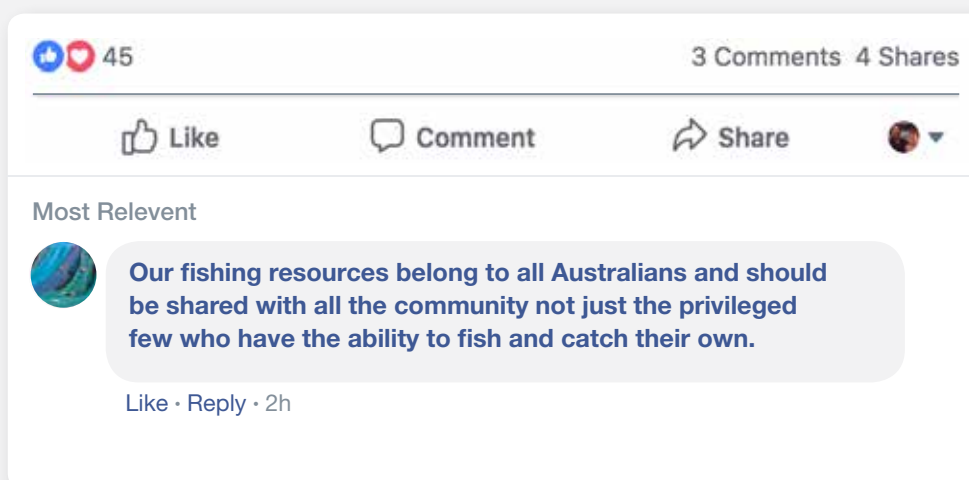 45 3 Comments 4 Shares
Like Comment Share
Most Relevent
Our fishing resources belong to all Australians and should
be shared with all the community not just the privileged
few who have the ability to fish and catch their own.
Like · Reply · 2h